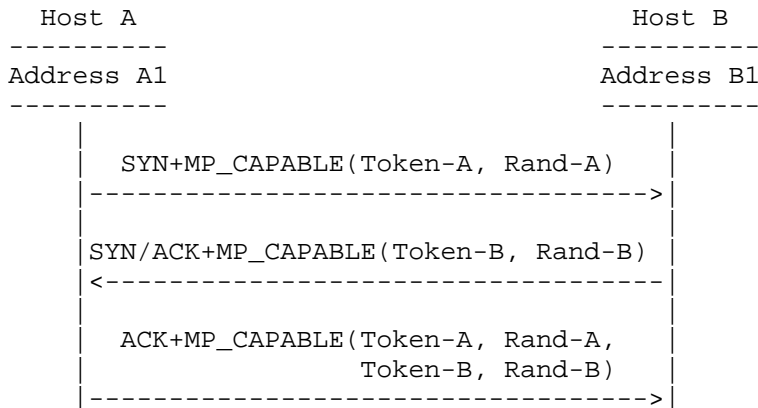 Host A Host B
---------- ----------
Address A1 Address B1
---------- ----------
| |
| SYN+MP_CAPABLE(Token-A, Rand-A) |
|----------------------------------->|
| |
|SYN/ACK+MP_CAPABLE(Token-B, Rand-B) |
|<-----------------------------------|
| |
| ACK+MP_CAPABLE(Token-A, Rand-A, |
| Token-B, Rand-B) |
|----------------------------------->|